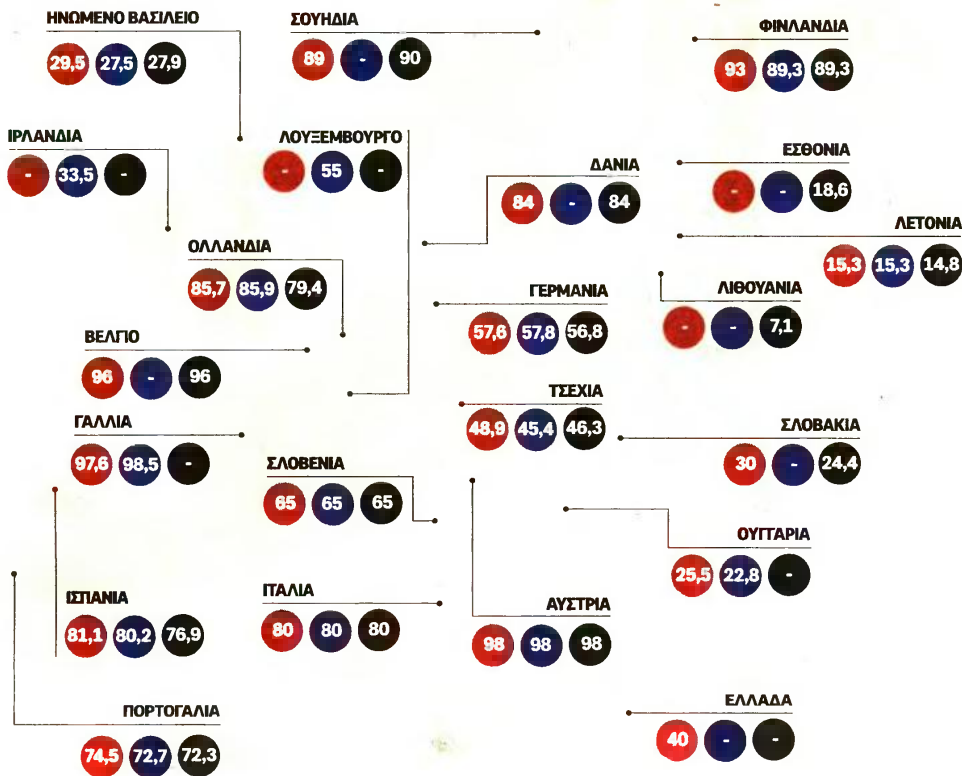 ΗΝΩΜΕΝΟ ΒΑΣΙΛΕΙΟ
29,5 27,5 27,9
ΣΟΥΗΔΙΑ
89 - 90
ΦΙΝΛΑΝΔΙΑ
93 89,3 89,3
ΙΡΛΑΝΔΙΑ
- 33,5 -
ΛΟΥΞΕΜΒΟΥΡΓΟ
- 55 -
ΔΑΝΙΑ
84 - 84
ΕΣΘΟΝΙΑ
- - 18,6
ΛΕΤΟΝΙΑ
15,3 15,3 14,8
ΟΛΛΑΝΔΙΑ
85,7 85,9 79,4
ΓΕΡΜΑΝΙΑ
57,6 57,8 56,8
ΛΙΘΟΥΑΝΙΑ
- - 7,1
ΒΕΛΓΙΟ
96 - 96
ΤΣΕΧΙΑ
48,9 45,4 46,3
ΓΑΛΛΙΑ
97,6 98,5 -
ΣΛΟΒΑΚΙΑ
30 - 24,4
ΣΛΟΒΕΝΙΑ
65 65 65
ΟΥΓΓΑΡΙΑ
25,5 22,8 -
ΙΣΠΑΝΙΑ
81,1 80,2 76,9
ΙΤΑΛΙΑ
80 80 80
ΑΥΣΤΡΙΑ
98 98 98
ΠΟΡΤΟΓΑΛΙΑ
74,5 72,7 72,3
ΕΛΛΑΔΑ
40 - -